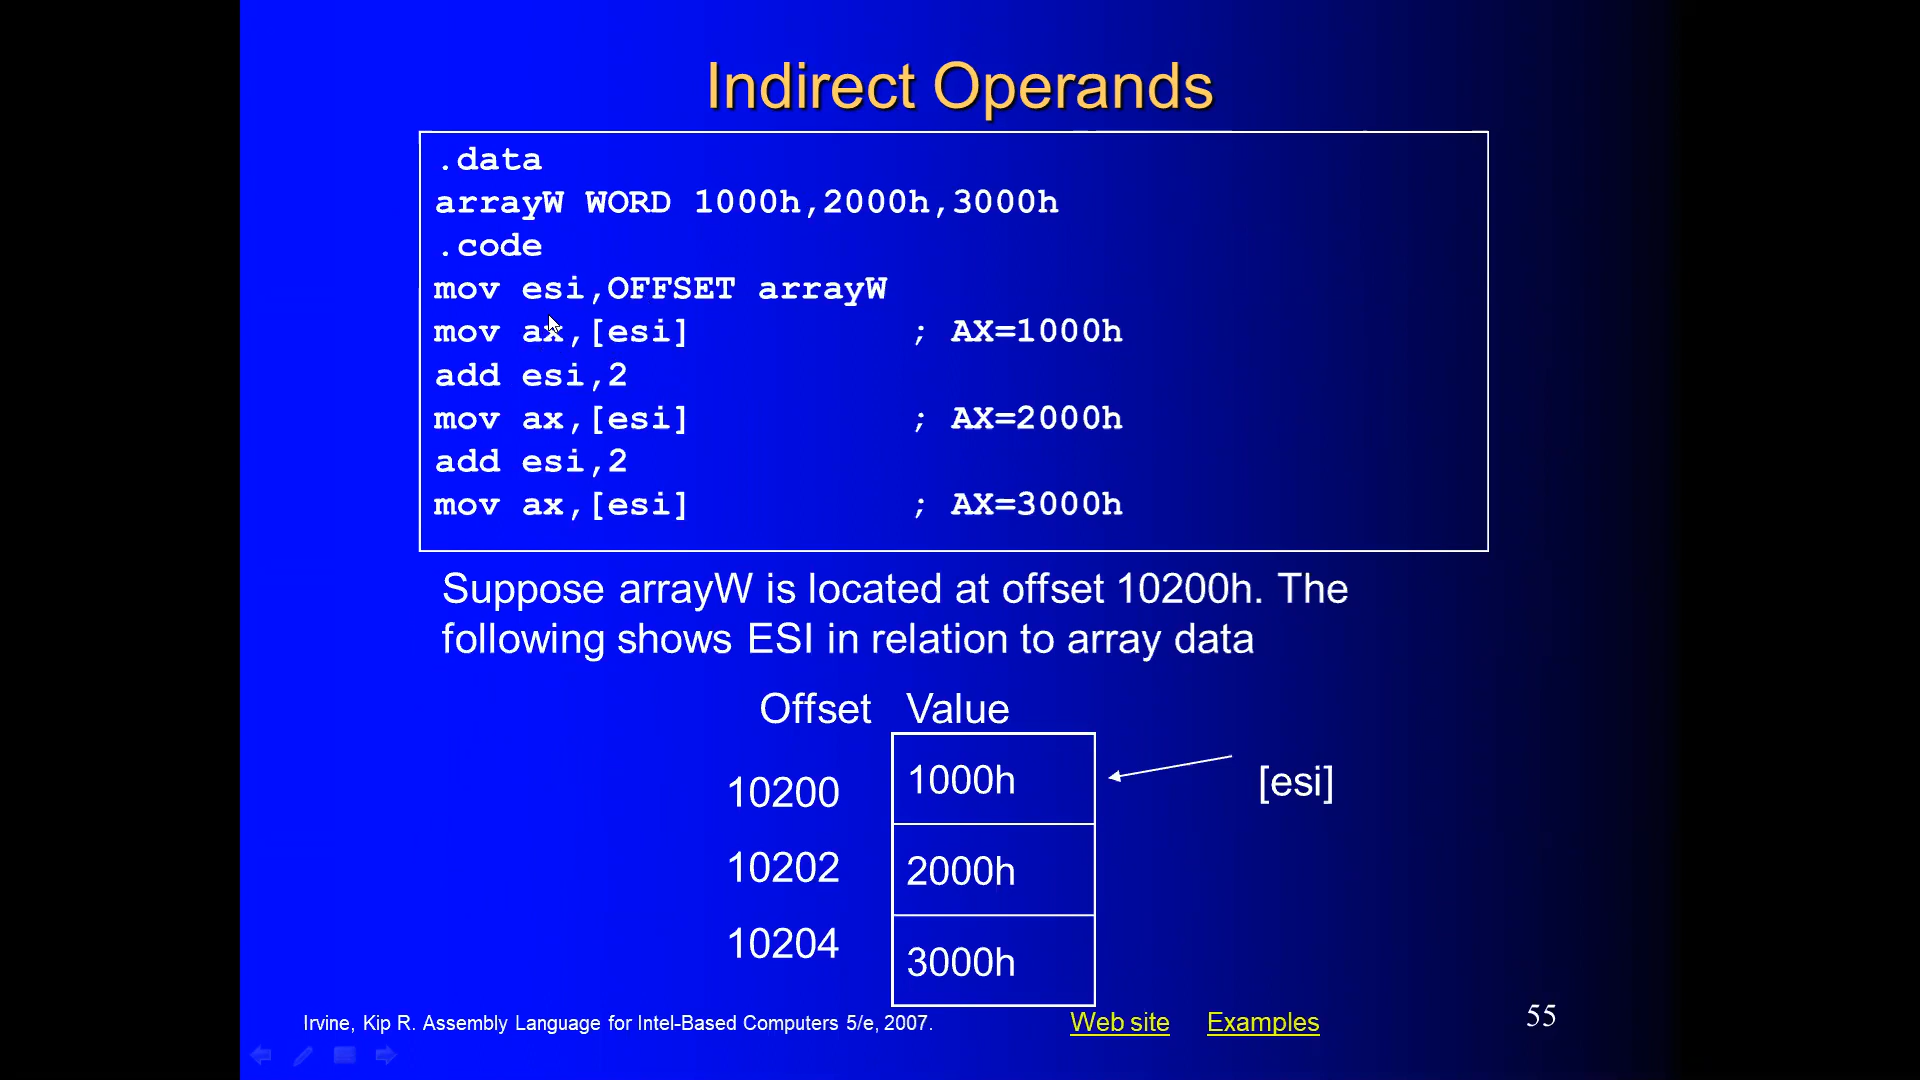 Indirect Operands
.data
arrayW WORD 1000h,2000h,3000h
.code
mov esi,OFFSET arrayW
mov ax,[esi] ; AX=1000h
add esi,2
mov ax,[esi] ; AX=2000h
add esi,2
mov ax,[esi] ; AX=3000h
Suppose arrayW is located at offset 10200h. The
following shows ESI in relation to array data
Offset Value
10200 1000h [esi]
10202 2000h
10204 3000h
Irvine, Kip R. Assembly Language for Intel-Based Computers 5/e, 2007. Web site Examples 55